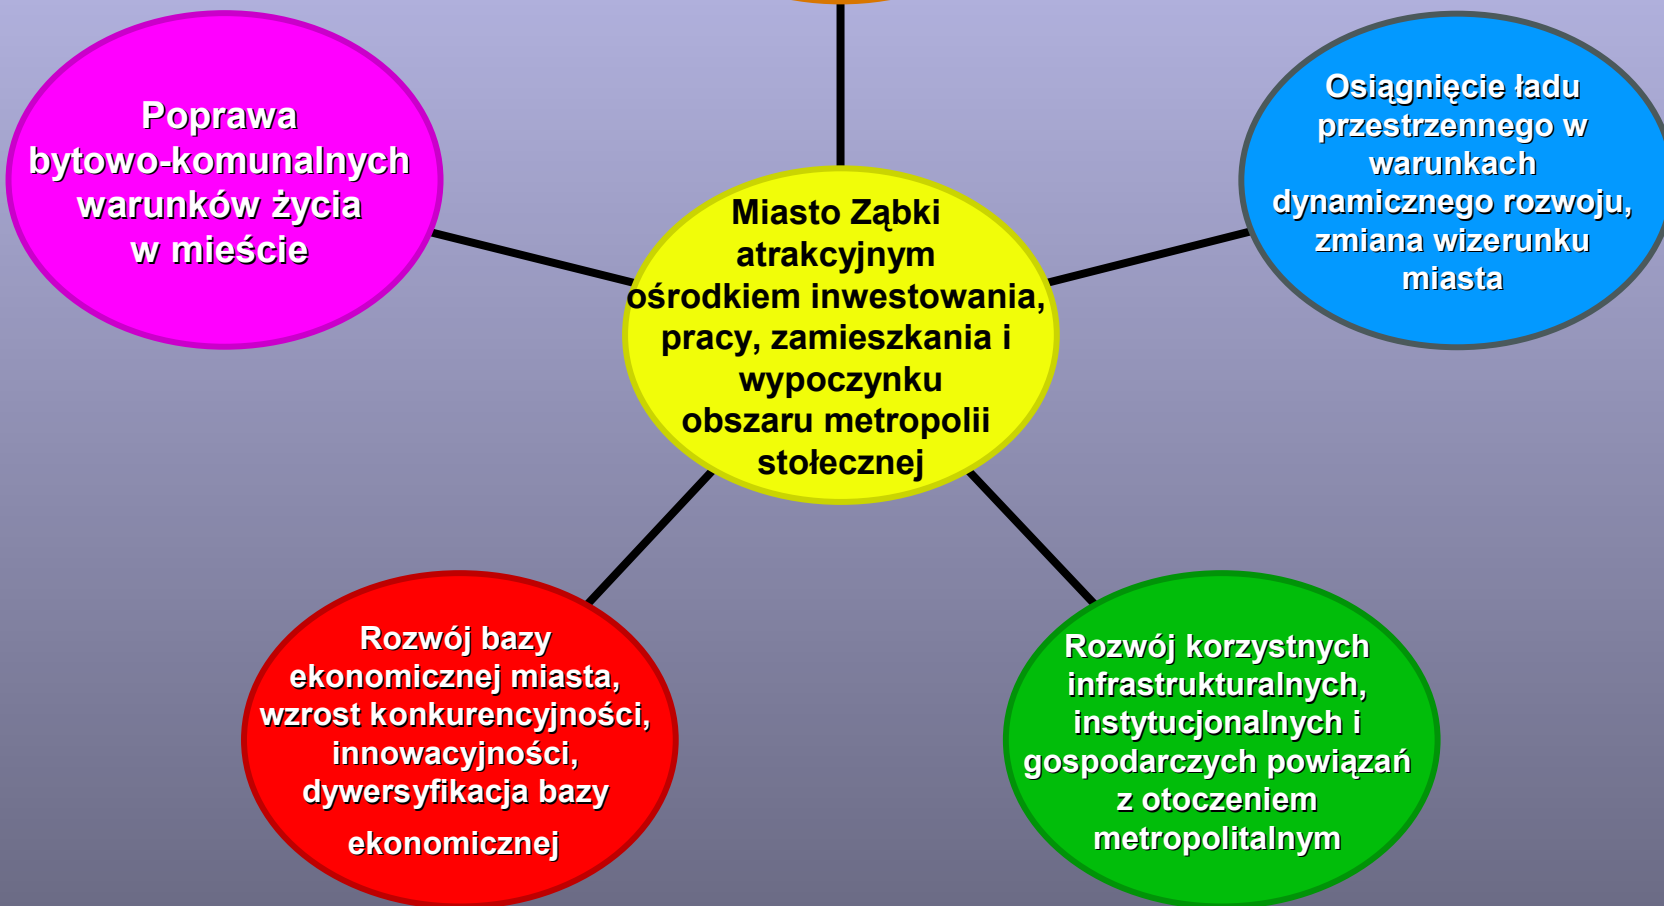 Poprawa
bytowo-komunalnych
warunków życia
w mieście
Osiągnięcie ładu
przestrzennego w
warunkach
dynamicznego rozwoju,
zmiana wizerunku
miasta
Miasto Ząbki
atrakcyjnym
ośrodkiem inwestowania,
pracy, zamieszkania i
wypoczynku
obszaru metropolii
stołecznej
Rozwój bazy
ekonomicznej miasta,
wzrost konkurencyjności,
innowacyjności,
dywersyfikacja bazy
ekonomicznej
Rozwój korzystnych
infrastrukturalnych,
instytucjonalnych i
gospodarczych powiązań
z otoczeniem
metropolitalnym